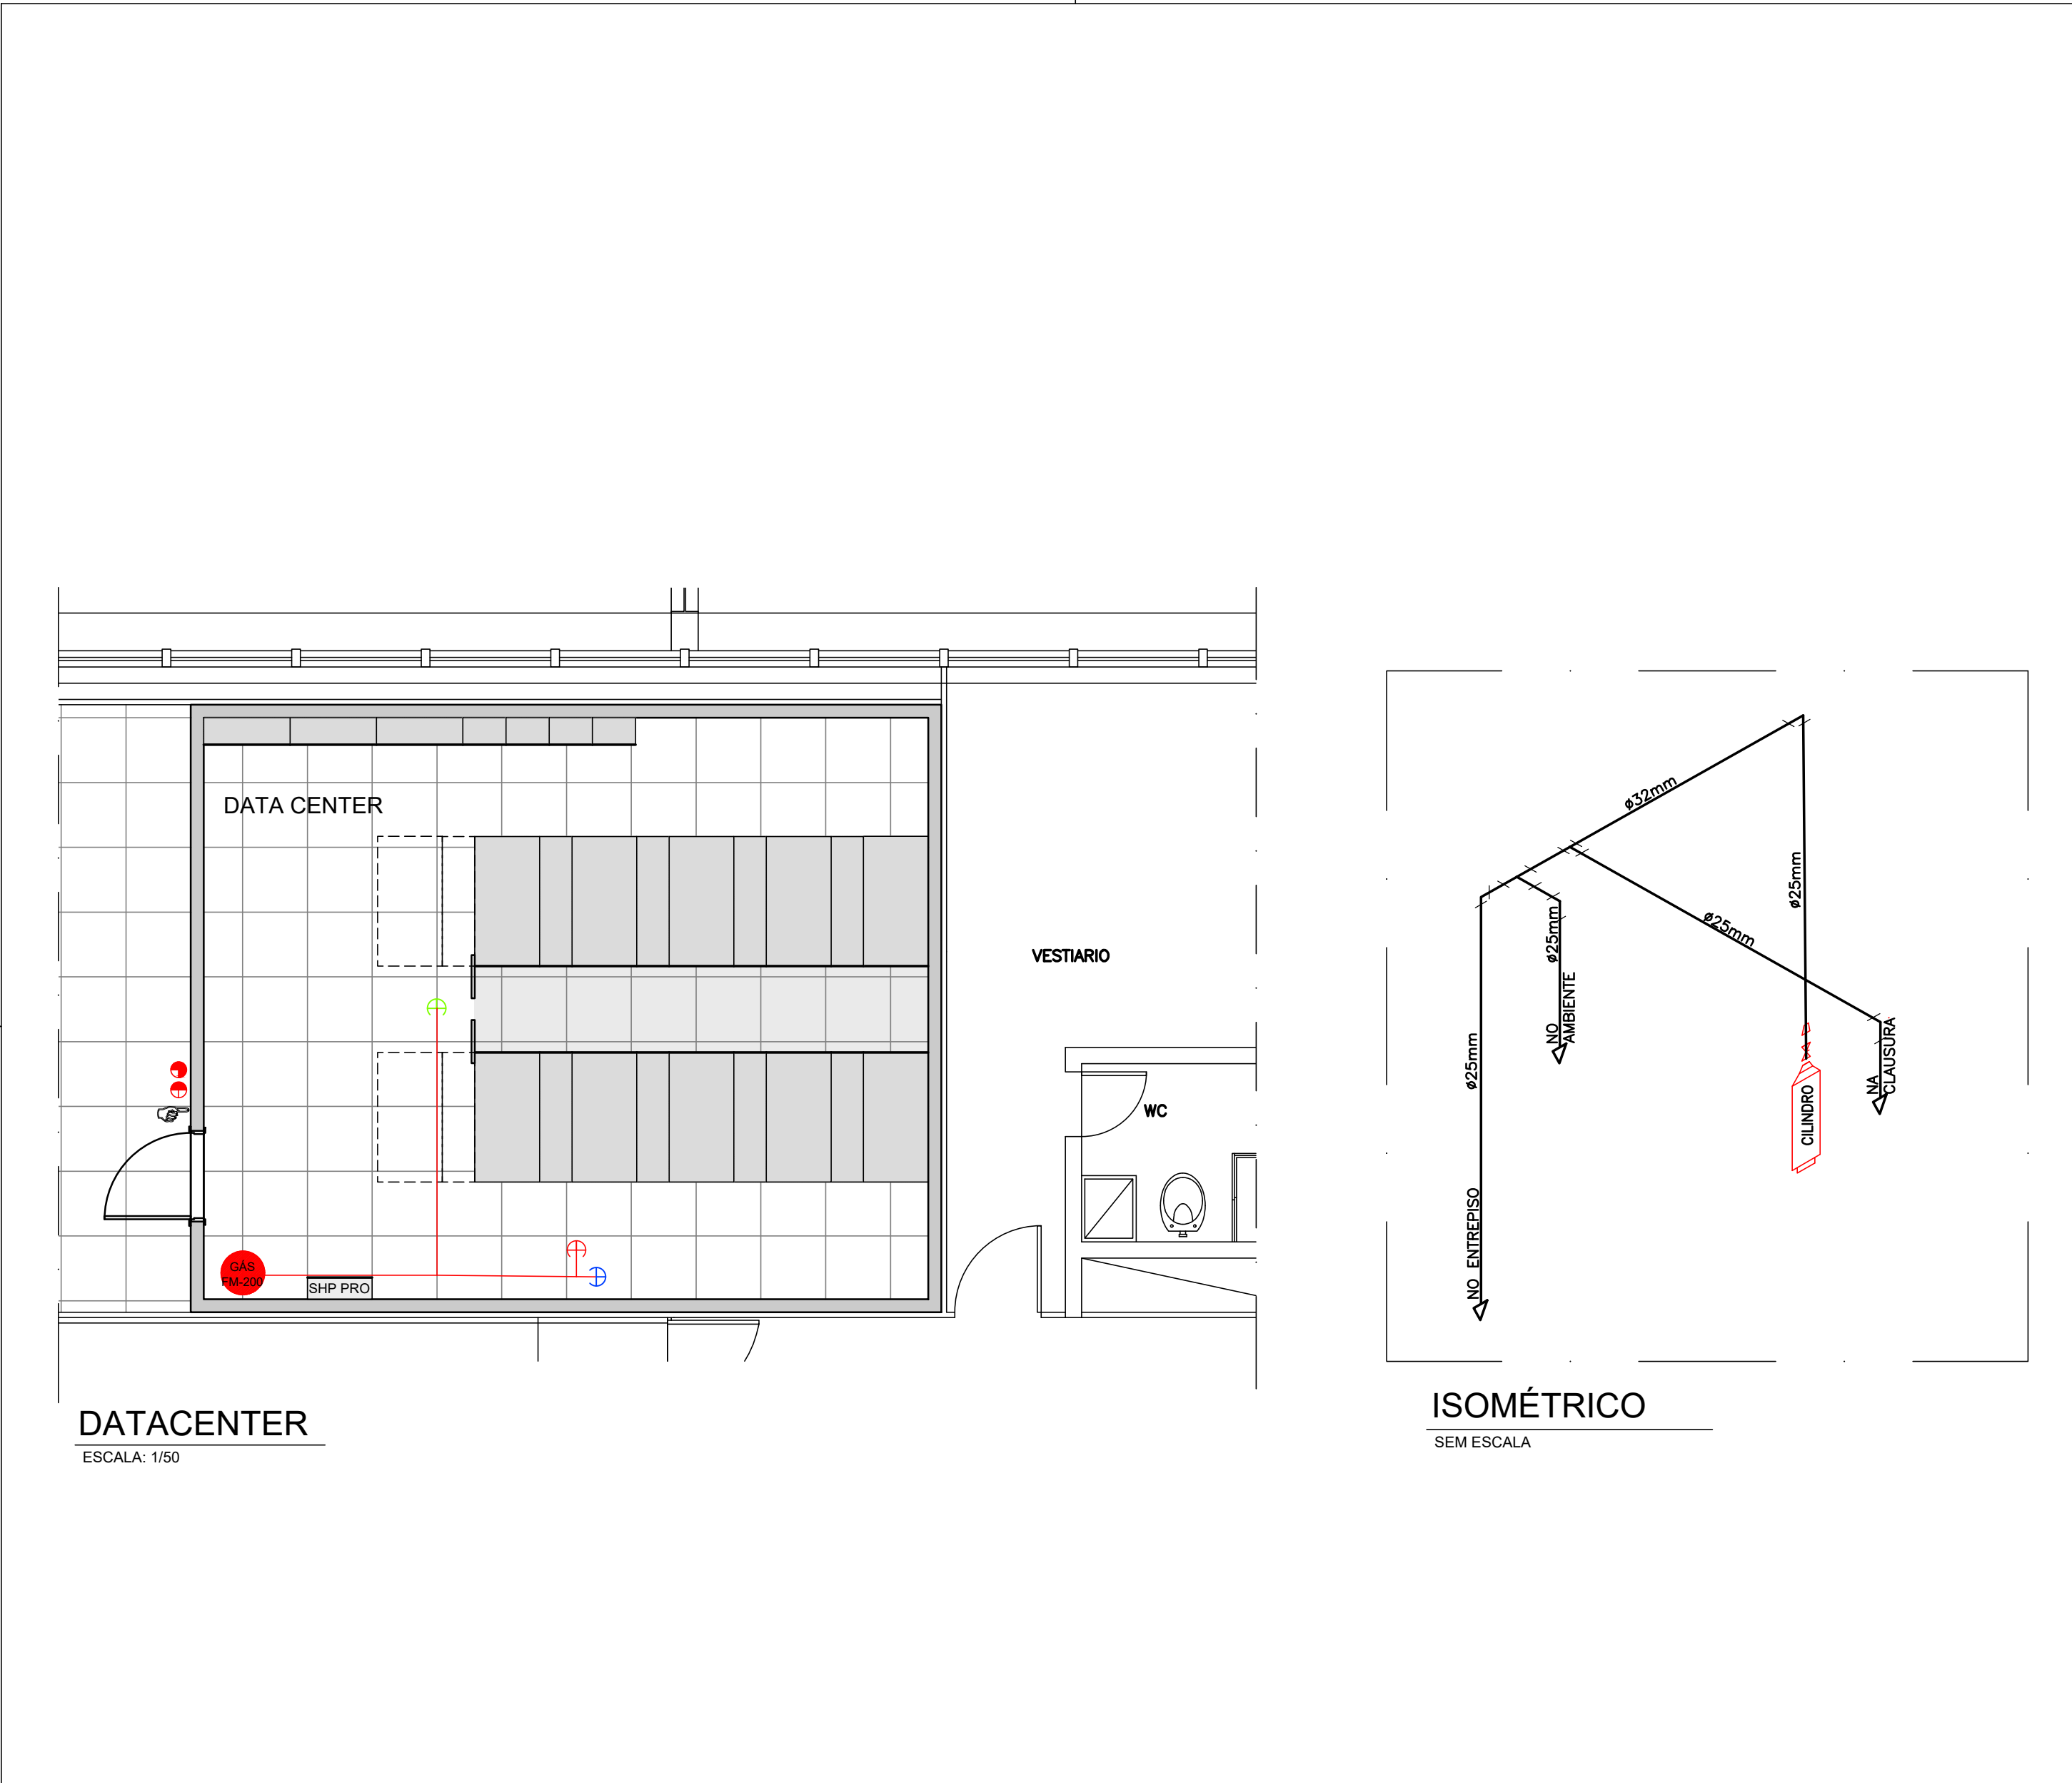 DATA CENTER
VESTIARIO
WC
GÁS
FM-200
SHP PRO
DATACENTER
ESCALA: 1/50
ø32mm
ø25mm
ø25mm
ø25mm
ø25mm
NO
AMBIENTE
NA
CLAUSURA
CILINDRO
NO ENTREPISO
ISOMÉTRICO
SEM ESCALA